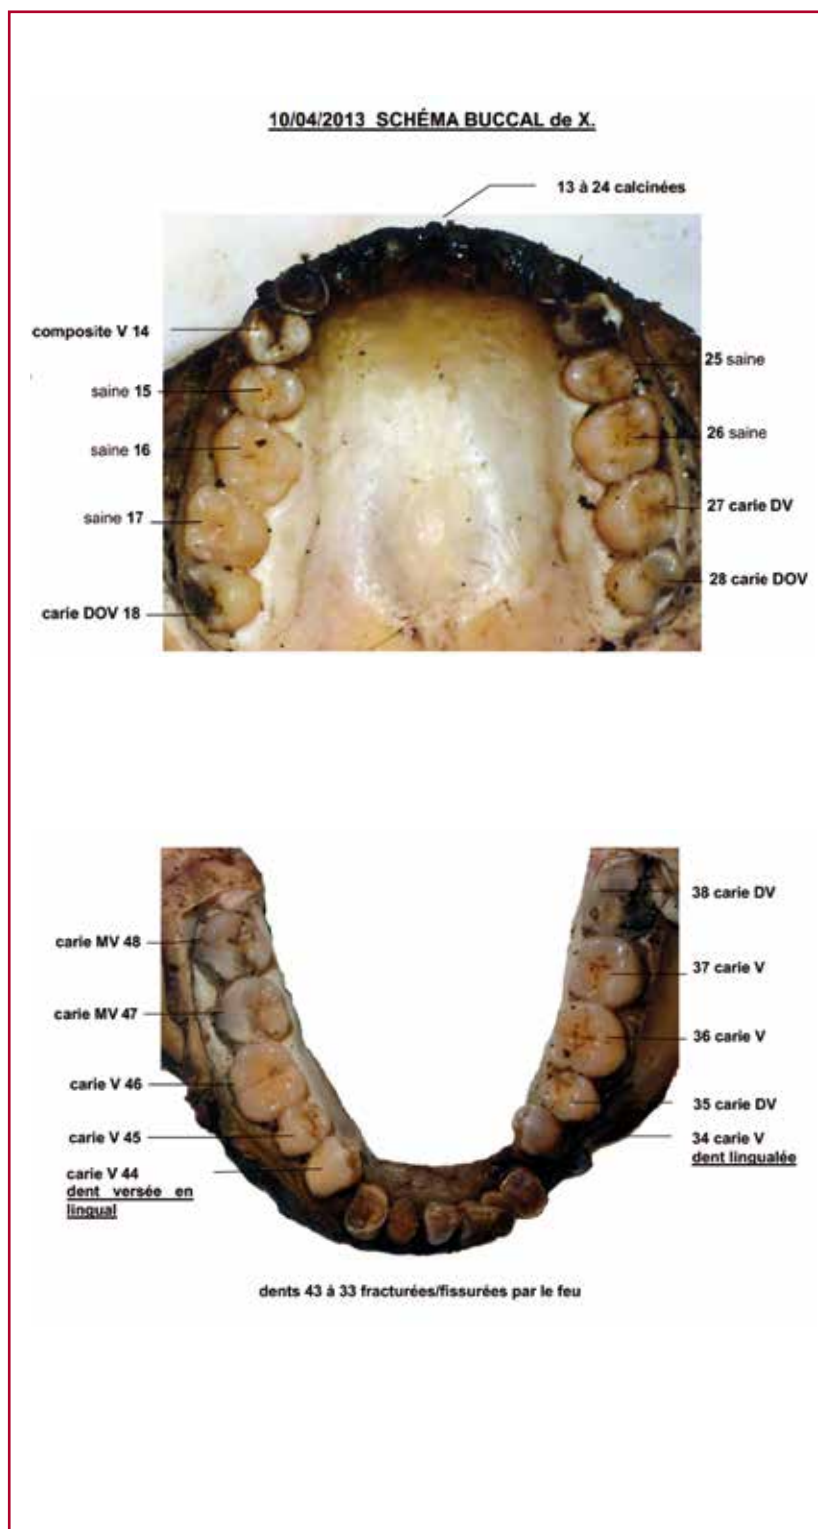 10/04/2013 SCHÉMA BUCCAL de X.
13 à 24 calcinées
composite V 14
saine 15
saine 16
saine 17
carie DOV 18
25 saine
26 saine
27 carie DV
28 carie DOV
carie MV 48
carie MV 47
carie V 46
carie V 45
carie V 44
dent versée en
lingual
38 carie DV
37 carie V
36 carie V
35 carie DV
34 carie V
dent lingualée
dents 43 à 33 fracturées/fissurées par le feu